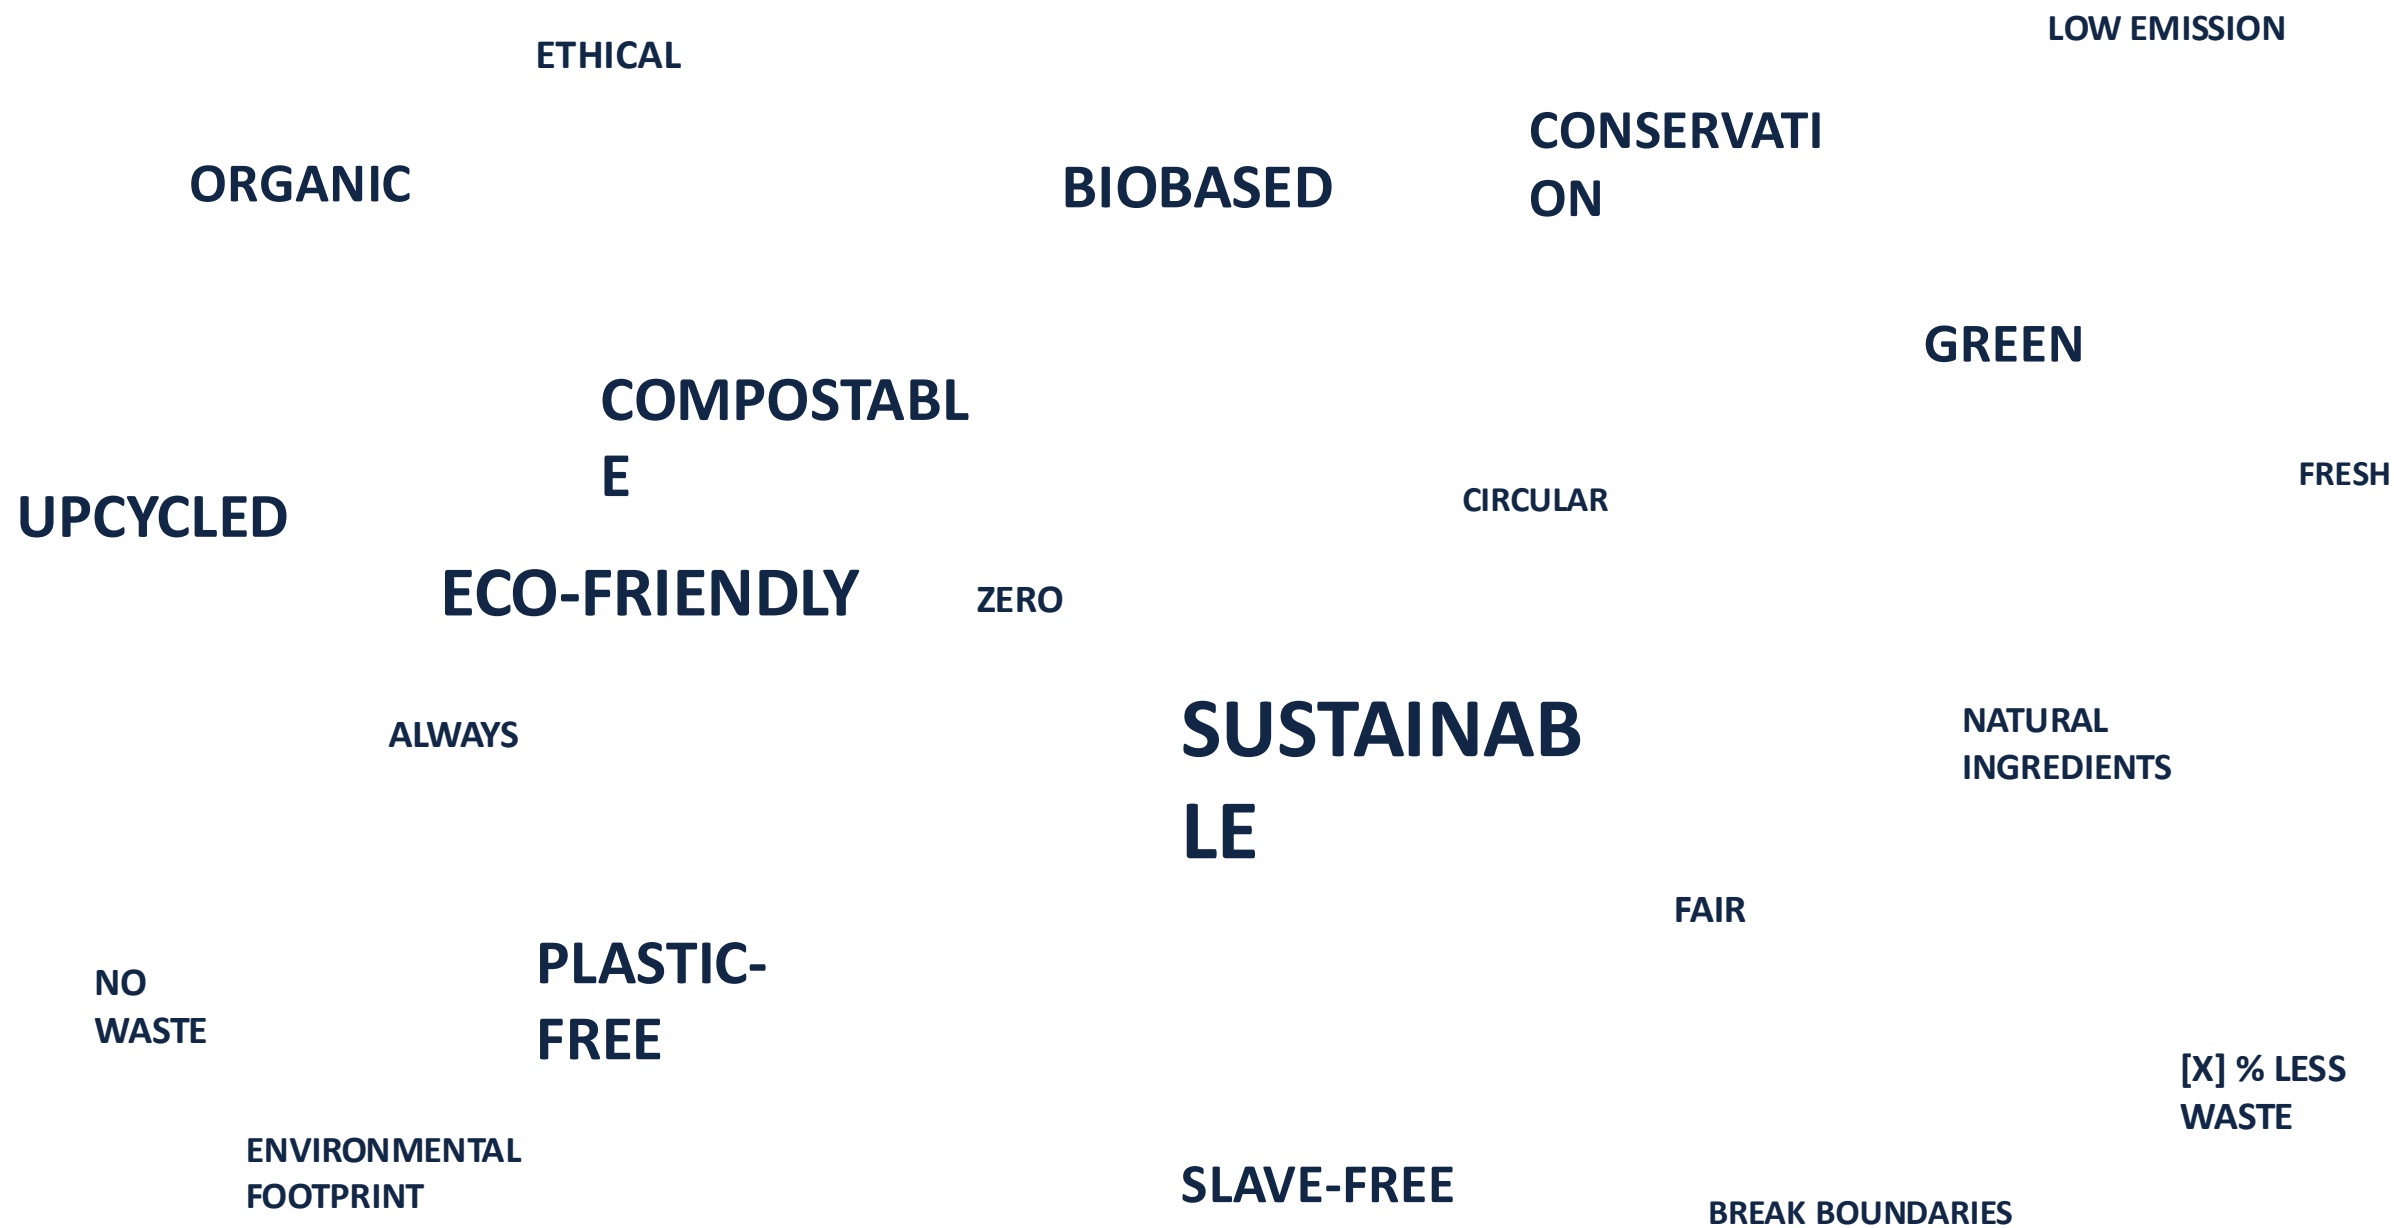 LOW EMISSION
ETHICAL
CONSERVATI
ON
ORGANIC
BIOBASED
GREEN
COMPOSTABL
E
FRESH
CIRCULAR
UPCYCLED
ECO-FRIENDLY
ZERO
ALWAYS
SUSTAINAB
LE
NATURAL
INGREDIENTS
FAIR
PLASTIC-
FREE
NO
WASTE
[X] % LESS
WASTE
ENVIRONMENTAL
FOOTPRINT
SLAVE-FREE
BREAK BOUNDARIES